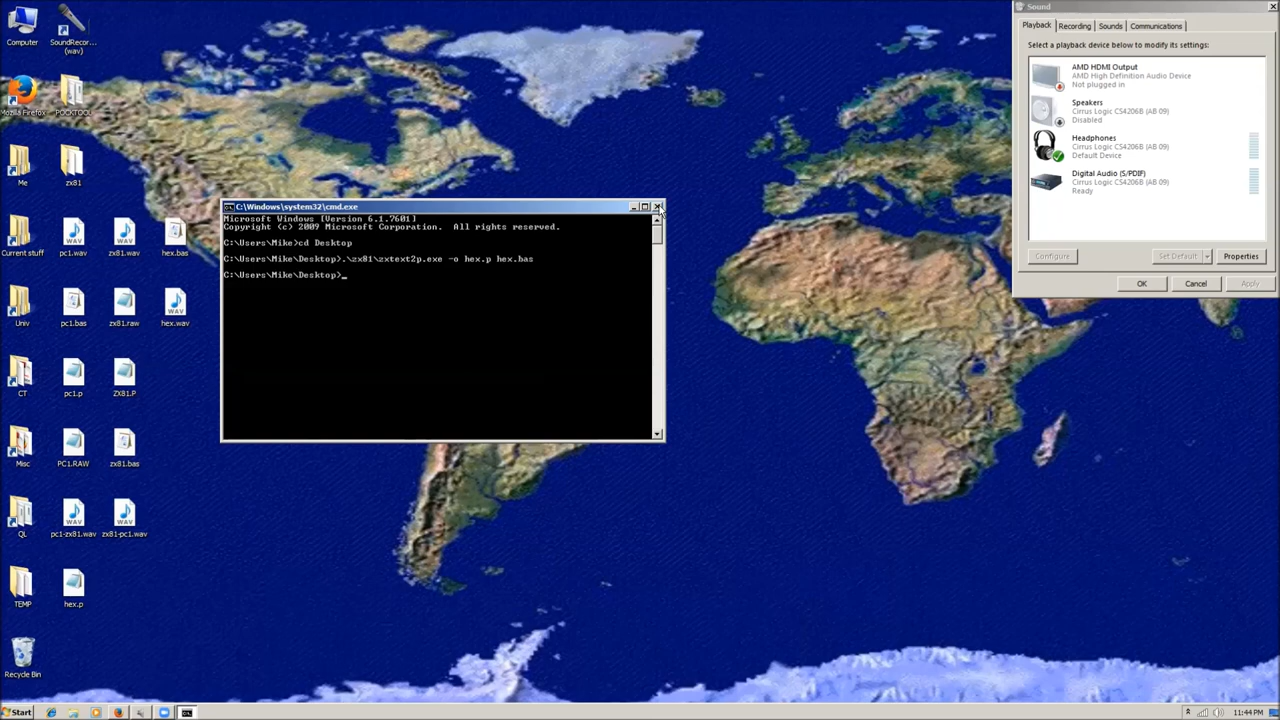 Computer
SoundRecor...
(wav)
Mozilla Firefox
POCKTOOL
Me
zx81
Current stuff
pc1.wav
zx81.wav
hex.bas
Univ
pc1.bas
zx81.raw
hex.wav
CT
pc1.p
ZX81.P
Misc
PC1.RAW
zx81.bas
QL
pc1-zx81.wav
zx81-pc1.wav
TEMP
hex.p
Recycle Bin
C:\Windows\system32\cmd.exe
Microsoft Windows [Version 6.1.7601]
Copyright (c) 2009 Microsoft Corporation.  All rights reserved.
C:\Users\Mike>cd Desktop
C:\Users\Mike\Desktop>.\zx81\zxtext2p.exe -o hex.p hex.bas
C:\Users\Mike\Desktop>_
Sound
Playback Recording Sounds Communications
Select a playback device below to modify its settings:
AMD HDMI Output
AMD High Definition Audio Device
Not plugged in
Speakers
Cirrus Logic CS4206B (AB 09)
Disabled
Headphones
Cirrus Logic CS4206B (AB 09)
Default Device
Digital Audio (S/PDIF)
Cirrus Logic CS4206B (AB 09)
Ready
Configure Set Default Properties
OK Cancel Apply
Start
11:44 PM